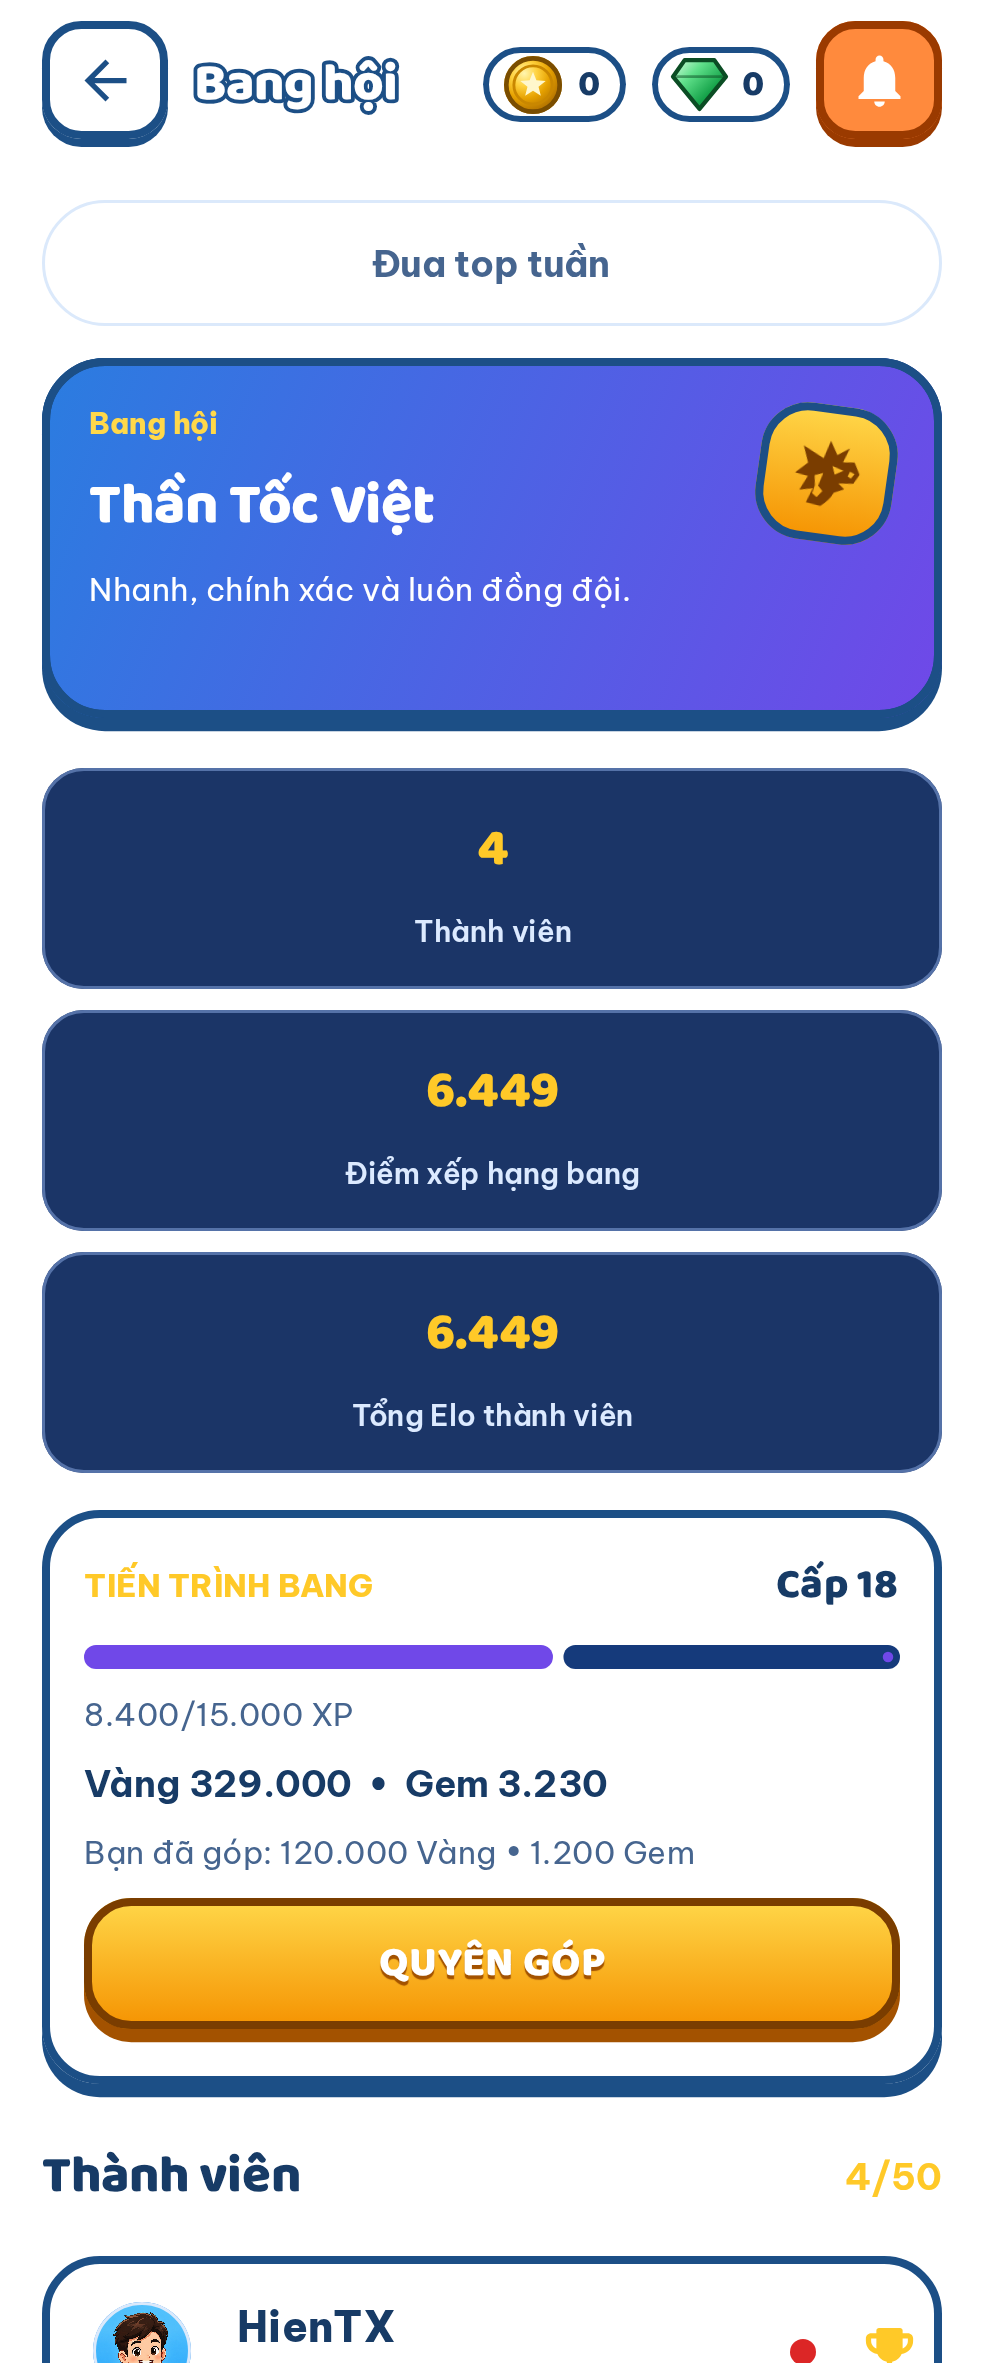 Bang hội
0
0
Đua top tuần
Bang hội
Thần Tốc Việt
Nhanh, chính xác và luôn đồng đội.
4
Thành viên
6.449
Điểm xếp hạng bang
6.449
Tổng Elo thành viên
TIẾN TRÌNH BANG
Cấp 18
8.400/15.000 XP
Vàng 329.000 • Gem 3.230
Bạn đã góp: 120.000 Vàng • 1.200 Gem
QUYÊN GÓP
Thành viên
4/50
HienTX